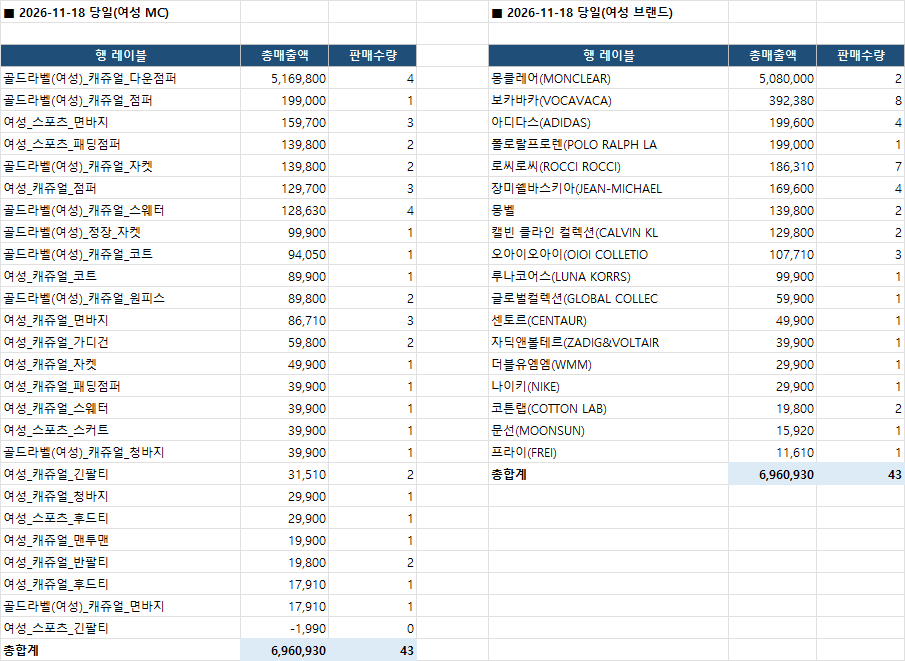 ■ 2026-11-18 당일(여성 MC)
행 레이블 총매출액 판매수량
골드라벨(여성)_캐쥬얼_다운점퍼 5,169,800 4
골드라벨(여성)_캐쥬얼_점퍼 199,000 1
여성_스포츠_면바지 159,700 3
여성_스포츠_패딩점퍼 139,800 2
골드라벨(여성)_캐쥬얼_자켓 139,800 2
여성_캐쥬얼_점퍼 129,700 3
골드라벨(여성)_캐쥬얼_스웨터 128,630 4
골드라벨(여성)_정장_자켓 99,900 1
골드라벨(여성)_캐쥬얼_코트 94,050 1
여성_캐쥬얼_코트 89,900 1
골드라벨(여성)_캐쥬얼_원피스 89,800 2
여성_캐쥬얼_면바지 86,710 3
여성_캐쥬얼_가디건 59,800 2
여성_캐쥬얼_자켓 49,900 1
여성_캐쥬얼_패딩점퍼 39,900 1
여성_캐쥬얼_스웨터 39,900 1
여성_스포츠_스커트 39,900 1
골드라벨(여성)_캐쥬얼_청바지 39,900 1
여성_캐쥬얼_긴팔티 31,510 2
여성_캐쥬얼_청바지 29,900 1
여성_스포츠_후드티 29,900 1
여성_캐쥬얼_맨투맨 19,900 1
여성_캐쥬얼_반팔티 19,800 2
여성_캐쥬얼_후드티 17,910 1
골드라벨(여성)_캐쥬얼_면바지 17,910 1
여성_스포츠_긴팔티 -1,990 0
총합계 6,960,930 43
■ 2026-11-18 당일(여성 브랜드)
행 레이블 총매출액 판매수량
몽클레어(MONCLEAR) 5,080,000 2
보카바카(VOCAVACA) 392,380 8
아디다스(ADIDAS) 199,600 4
폴로랄프로렌(POLO RALPH LA 199,000 1
로씨로씨(ROCCI ROCCI) 186,310 7
장미쉘바스키아(JEAN-MICHAEL 169,600 4
몽벨 139,800 2
캘빈 클라인 컬렉션(CALVIN KL 129,800 2
오아이오아이(OIOI COLLETIO 107,710 3
루나코어스(LUNA KORRS) 99,900 1
글로벌컬렉션(GLOBAL COLLEC 59,900 1
센토르(CENTAUR) 49,900 1
자딕앤볼테르(ZADIG&VOLTAIR 39,900 1
더블유엠엠(WMM) 29,900 1
나이키(NIKE) 29,900 1
코튼랩(COTTON LAB) 19,800 2
문선(MOONSUN) 15,920 1
프라이(FREI) 11,610 1
총합계 6,960,930 43